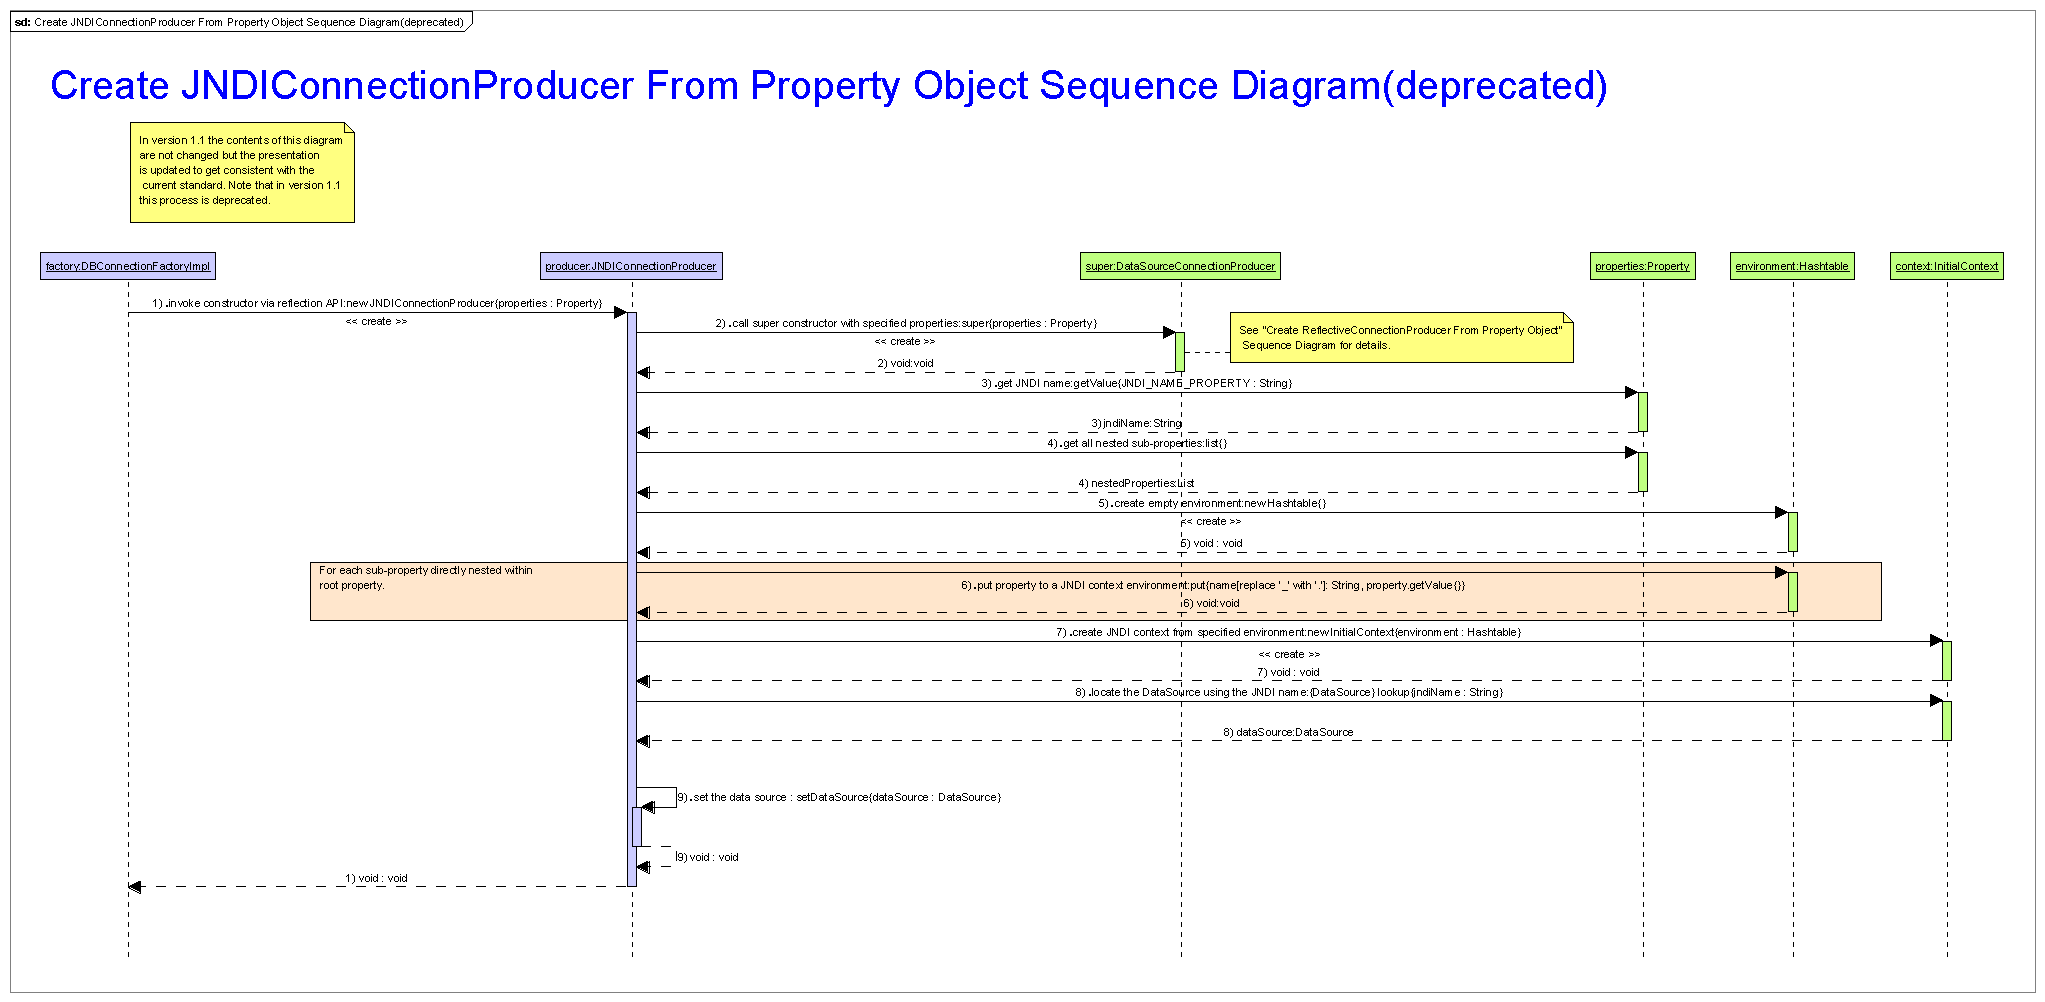 sd: Create JNDIConnectionProducer From Property Object Sequence Diagram(deprecated)
Create JNDIConnectionProducer From Property Object Sequence Diagram(deprecated)
In version 1.1 the contents of this diagram
are not changed but the presentation
is updated to get consistent with the
current standard. Note that in version 1.1
this process is deprecated.
factory:DBConnectionFactoryImpl
producer:JNDIConnectionProducer
super:DataSourceConnectionProducer
properties:Property
environment:Hashtable
context:InitialContext
1) .invoke constructor via reflection API:new JNDIConnectionProducer{properties : Property}
<< create >>
2) .call super constructor with specified properties:super{properties : Property}
<< create >>
See "Create ReflectiveConnectionProducer From Property Object"
Sequence Diagram for details.
2) void:void
3) .get JNDI name:getValue{JNDI_NAME_PROPERTY : String}
3) jndiName:String
4) .get all nested sub-properties:list{}
4) nestedProperties:List
5) .create empty environment:new Hashtable{}
<< create >>
5) void : void
For each sub-property directly nested within
root property.
6) .put property to a JNDI context environment:put{name[replace '_' with '.']: String, property.getValue{}}
6) void:void
7) .create JNDI context from specified environment:new InitialContext{environment : Hashtable}
<< create >>
7) void : void
8) .locate the DataSource using the JNDI name:{DataSource} lookup{jndiName : String}
8) dataSource:DataSource
9) .set the data source : setDataSource{dataSource : DataSource}
9) void : void
1) void : void